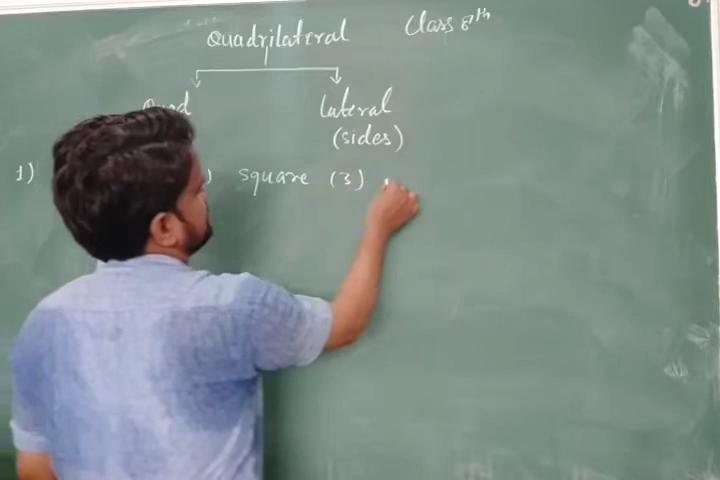 Quadrilateral Class 8th
Quad lateral
(sides)
1) ) square (3)